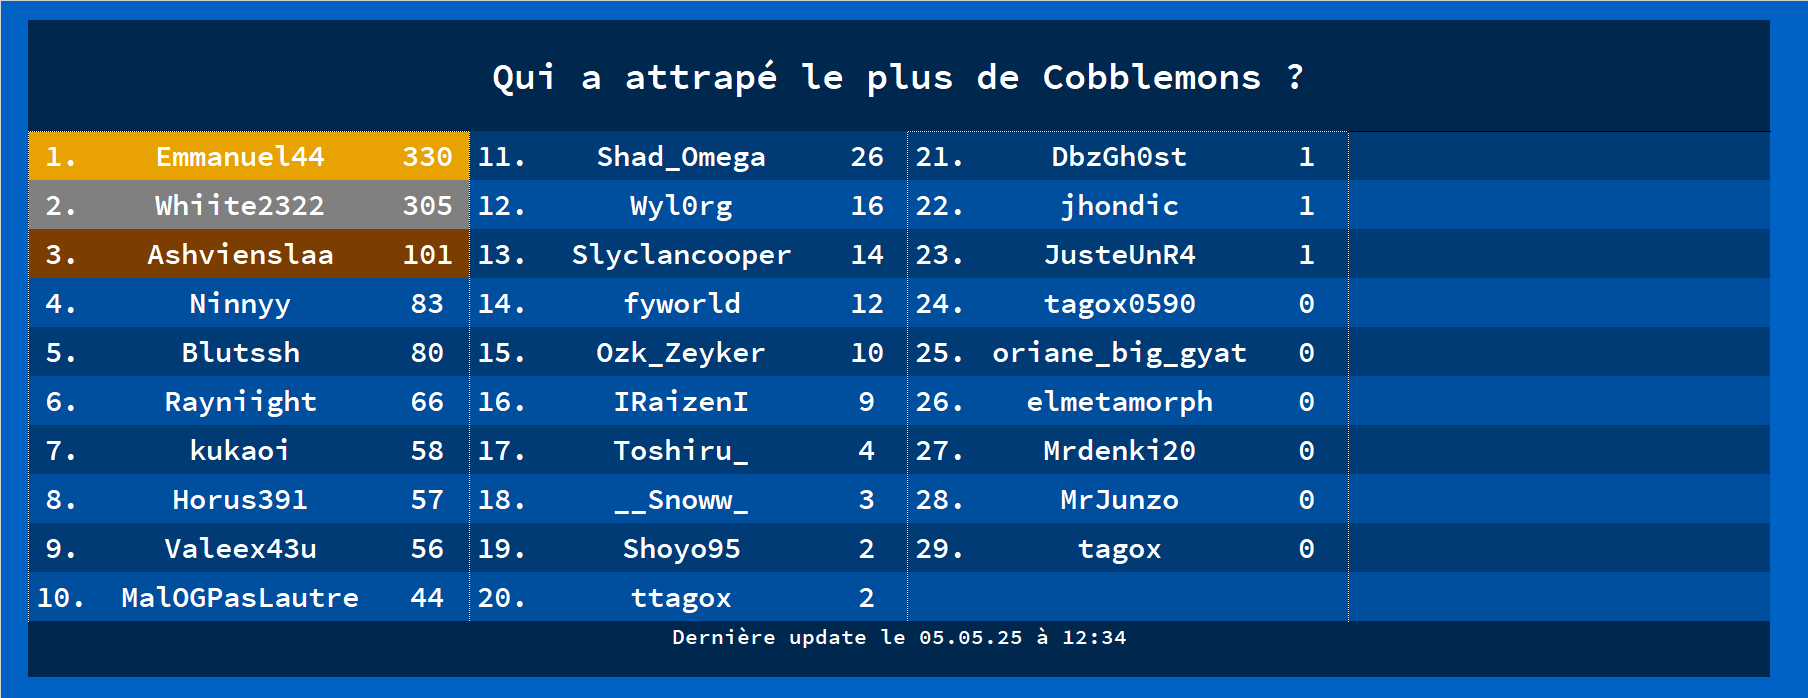 Qui a attrapé le plus de Cobblemons ?
1. Emmanuel44 330
2. Whiite2322 305
3. Ashvienslaa 101
4. Ninnyy 83
5. Blutssh 80
6. Rayniight 66
7. kukaoi 58
8. Horus391 57
9. Valeex43u 56
10. MalOGPasLautre 44
11. Shad_Omega 26
12. Wyl0rg 16
13. Slyclancooper 14
14. fyworld 12
15. Ozk_Zeyker 10
16. IRaizenI 9
17. Toshiru_ 4
18. __Snoww_ 3
19. Shoyo95 2
20. ttagox 2
21. DbzGh0st 1
22. jhondic 1
23. JusteUnR4 1
24. tagox0590 0
25. oriane_big_gyat 0
26. elmetamorph 0
27. Mrdenki20 0
28. MrJunzo 0
29. tagox 0
Dernière update le 05.05.25 à 12:34